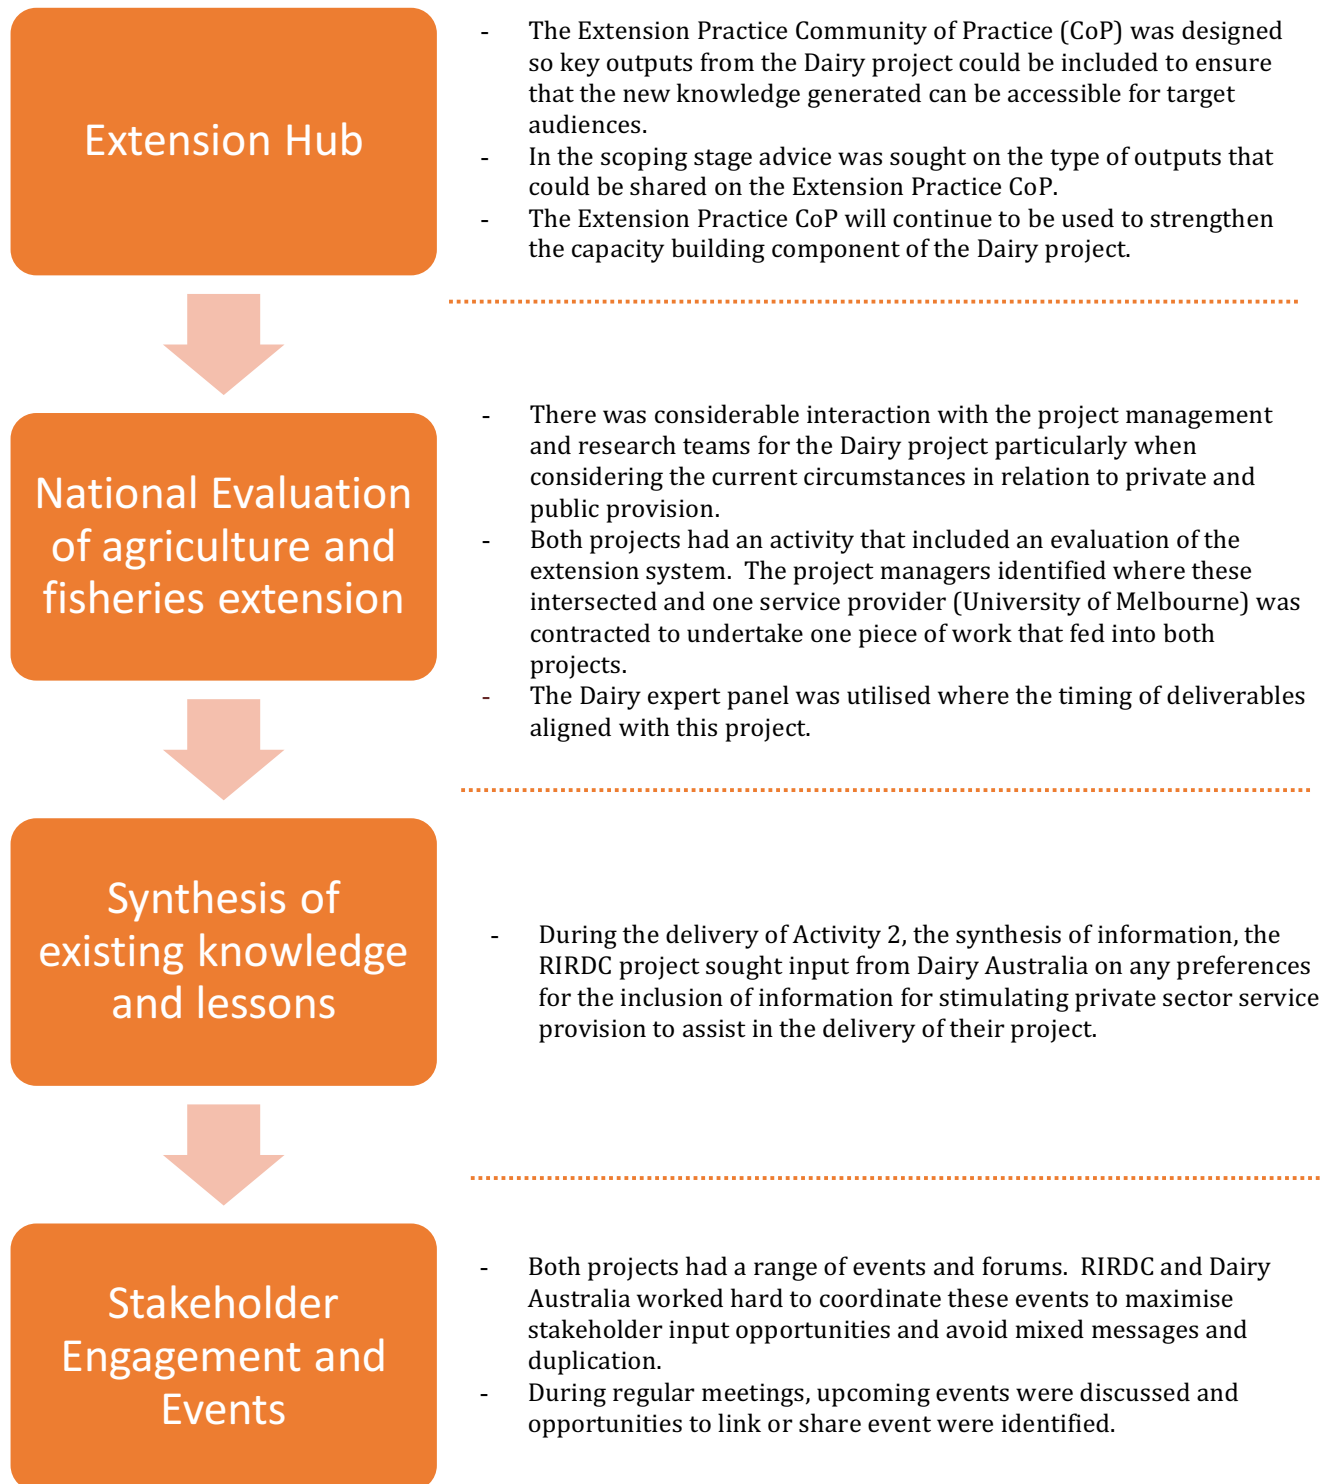 Extension Hub
- The Extension Practice Community of Practice (CoP) was designed
so key outputs from the Dairy project could be included to ensure
that the new knowledge generated can be accessible for target
audiences.
- In the scoping stage advice was sought on the type of outputs that
could be shared on the Extension Practice CoP.
- The Extension Practice CoP will continue to be used to strengthen
the capacity building component of the Dairy project.
National Evaluation
of agriculture and
fisheries extension
- There was considerable interaction with the project management
and research teams for the Dairy project particularly when
considering the current circumstances in relation to private and
public provision.
- Both projects had an activity that included an evaluation of the
extension system.  The project managers identified where these
intersected and one service provider (University of Melbourne) was
contracted to undertake one piece of work that fed into both
projects.
- The Dairy expert panel was utilised where the timing of deliverables
aligned with this project.
Synthesis of
existing knowledge
and lessons
- During the delivery of Activity 2, the synthesis of information, the
RIRDC project sought input from Dairy Australia on any preferences
for the inclusion of information for stimulating private sector service
provision to assist in the delivery of their project.
Stakeholder
Engagement and
Events
- Both projects had a range of events and forums.  RIRDC and Dairy
Australia worked hard to coordinate these events to maximise
stakeholder input opportunities and avoid mixed messages and
duplication.
- During regular meetings, upcoming events were discussed and
opportunities to link or share event were identified.